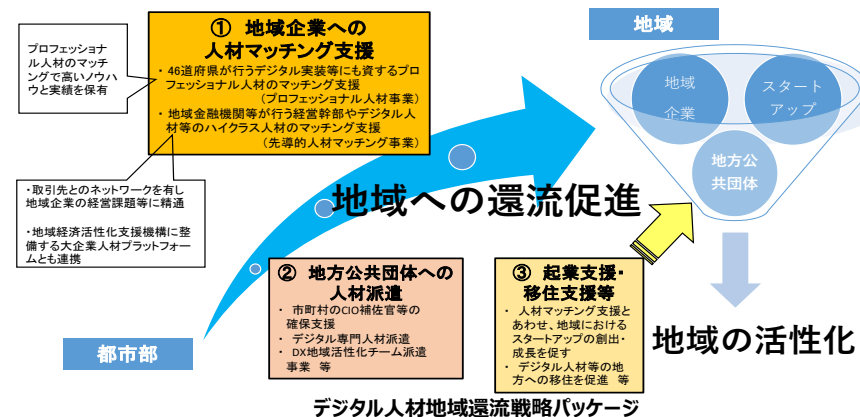 ① 地域企業への
人材マッチング支援
・ 46道府県が行うデジタル実装等にも資するプロ
フェッショナル人材のマッチング支援
（プロフェッショナル人材事業）
・ 地域金融機関等が行う経営幹部やデジタル人
材等のハイクラス人材のマッチング支援
（先導的人材マッチング事業）
プロフェッショナ
ル人材のマッチ
ングで高いノウハ
ウと実績を保有
・取引先とのネットワークを有し
地域企業の経営課題等に精通
・地域経済活性化支援機構に整
備する大企業人材プラットフォー
ムとも連携
地域
地域
企業
スタート
アップ
地方公
共団体
地域への還流促進
② 地方公共団体への
人材派遣
・ 市町村のCIO補佐官等の
確保支援
・ デジタル専門人材派遣
・ DX地域活性化チーム派遣
事業 等
③ 起業支援・
移住支援等
・ 人材マッチング支援と
あわせ、地域における
スタートアップの創出・
成長を促す
・ デジタル人材等の地
方への移住を促進 等
都市部
地域の活性化
デジタル人材地域還流戦略パッケージ